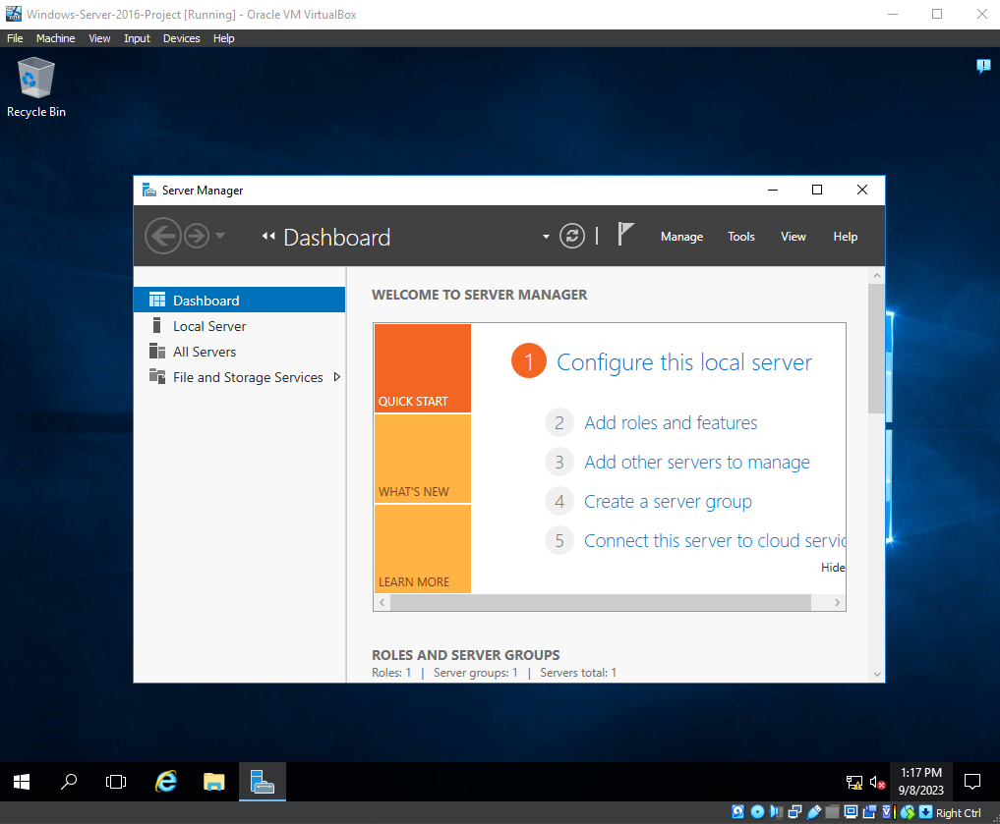 Windows-Server-2016-Project [Running] - Oracle VM VirtualBox
File Machine View Input Devices Help
Recycle Bin
Server Manager
Dashboard
Manage Tools View Help
Dashboard
Local Server
All Servers
File and Storage Services
WELCOME TO SERVER MANAGER
QUICK START
WHAT'S NEW
LEARN MORE
1 Configure this local server
2 Add roles and features
3 Add other servers to manage
4 Create a server group
5 Connect this server to cloud servic
Hide
ROLES AND SERVER GROUPS
Roles: 1 | Server groups: 1 | Servers total: 1
1:17 PM
9/8/2023
Right Ctrl